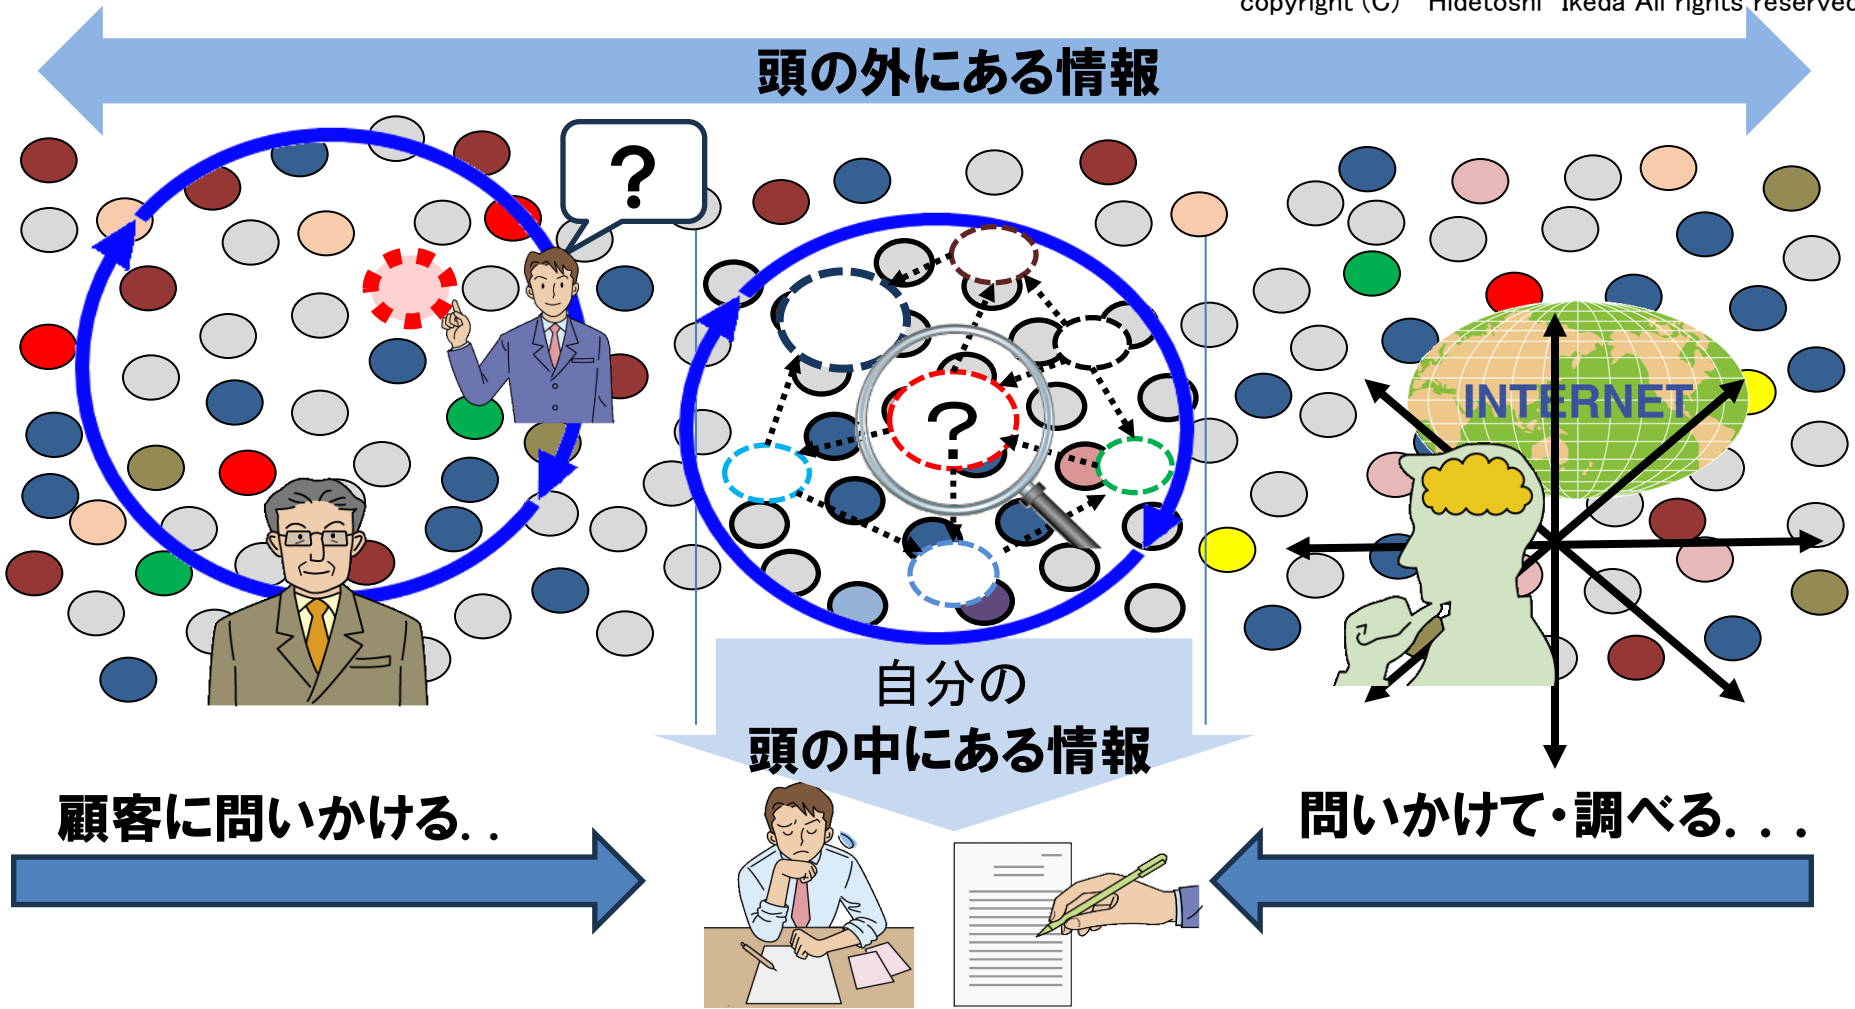 copyright (C) Hidetoshi Ikeda All rights reserved
頭の外にある情報
?
?
INTERNET
自分の
頭の中にある情報
顧客に問いかける. .
問いかけて・調べる. . .